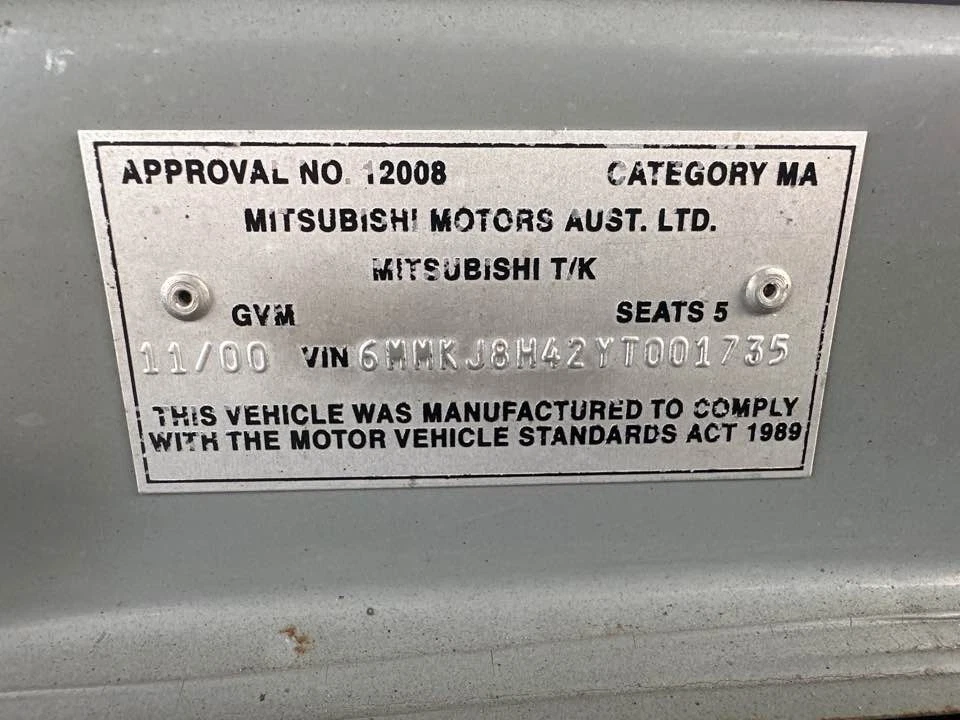 APPROVAL NO. 12008 CATEGORY MA
MITSUBISHI MOTORS AUST. LTD.
MITSUBISHI T/K
GVM SEATS 5
11/00 VIN 6MMKJ8H42YT001735
THIS VEHICLE WAS MANUFACTURED TO COMPLY
WITH THE MOTOR VEHICLE STANDARDS ACT 1989